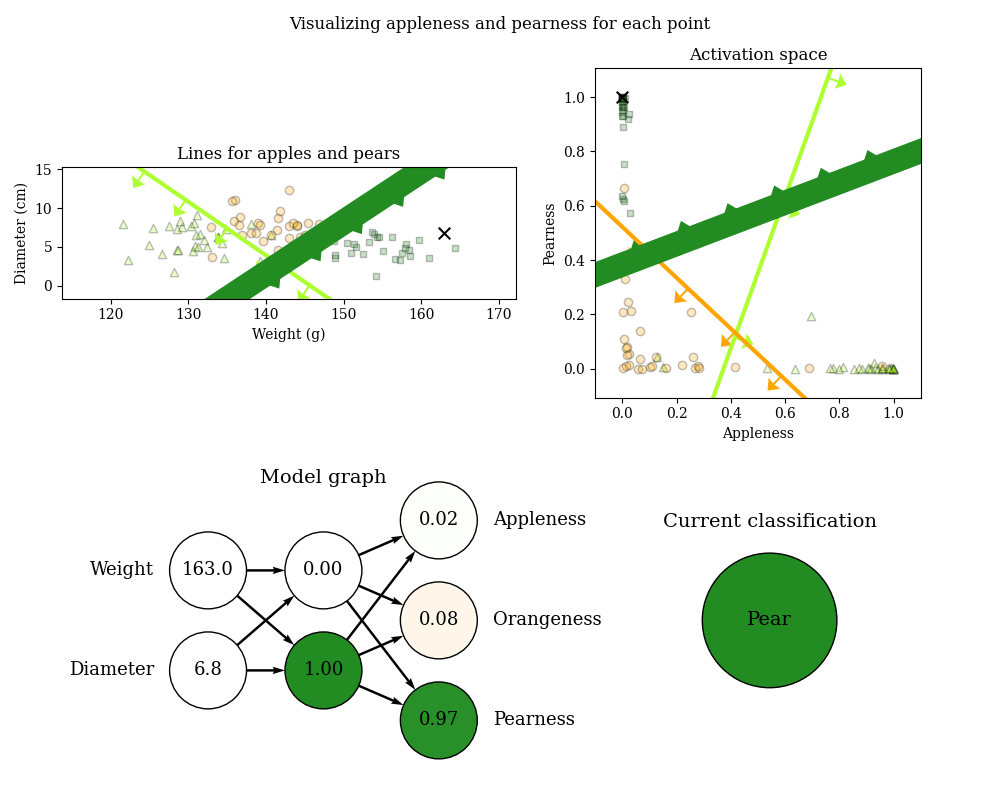 Visualizing appleness and pearness for each point
Lines for apples and pears
Diameter (cm)
15
10
5
0
120 130 140 150 160 170
Weight (g)
Activation space
Pearness
1.0
0.8
0.6
0.4
0.2
0.0
0.0 0.2 0.4 0.6 0.8 1.0
Appleness
Model graph
Weight 163.0 0.00 0.02 Appleness
0.08 Orangeness
Diameter 6.8 1.00 0.97 Pearness
Current classification
Pear